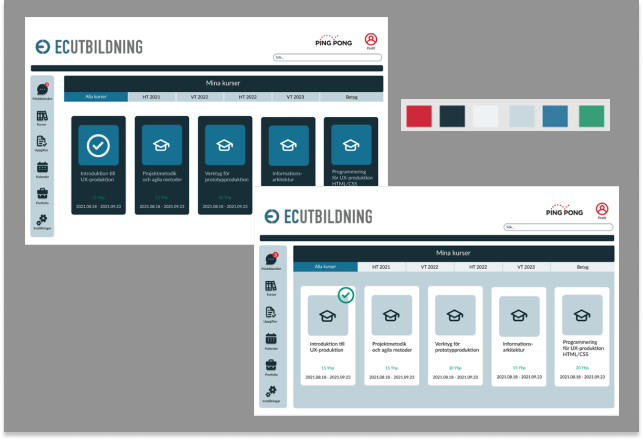 ECUTBILDNING
PING PONG
Profil
Sök..
Mina kurser
Alla kurser
HT 2021
VT 2022
HT 2022
VT 2023
Betyg
Meddelanden
Kurser
Uppgifter
Kalender
Portfolio
Inställningar
Introduktion till
UX-produktion
15 Yhp
2021.08.18 - 2021.09.23
Projektmetodik
och agila metoder
15 Yhp
2021.08.18 - 2021.09.23
Verktyg för
prototypproduktion
30 Yhp
2021.08.18 - 2021.09.23
Informations-
arkitektur
Programmering
för UX-produktion
HTML/CSS
ECUTBILDNING
PING PONG
Profil
Sök..
Mina kurser
Alla kurser
HT 2021
VT 2022
HT 2022
VT 2023
Betyg
Meddelanden
Kurser
Uppgifter
Kalender
Portfolio
Inställningar
Introduktion till
UX-produktion
15 Yhp
2021.08.18 - 2021.09.23
Projektmetodik
och agila metoder
15 Yhp
2021.08.18 - 2021.09.23
Verktyg för
prototypproduktion
30 Yhp
2021.08.18 - 2021.09.23
Informations-
arkitektur
15 Yhp
2021.08.18 - 2021.09.23
Programmering
för UX-produktion
HTML/CSS
20 Yhp
2021.08.18 - 2021.09.23